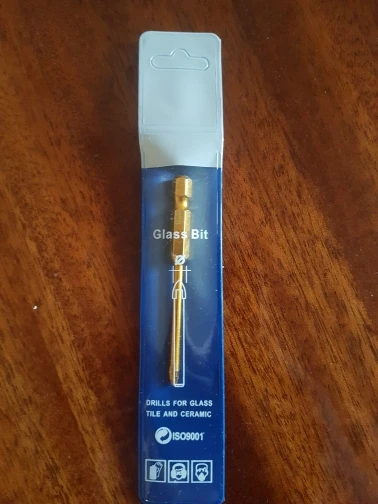 Glass Bit
DRILLS FOR GLASS
TILE AND CERAMIC
ISO9001